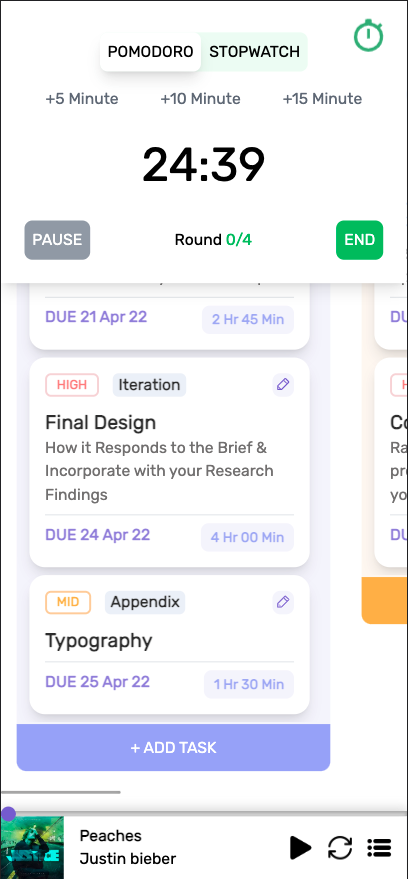 POMODORO STOPWATCH
+5 Minute +10 Minute +15 Minute
24:39
PAUSE Round 0/4 END
DUE 21 Apr 22 2 Hr 45 Min
HIGH Iteration
Final Design
How it Responds to the Brief &
Incorporate with your Research
Findings
DUE 24 Apr 22 4 Hr 00 Min
MID Appendix
Typography
DUE 25 Apr 22 1 Hr 30 Min
+ ADD TASK
Peaches
Justin bieber